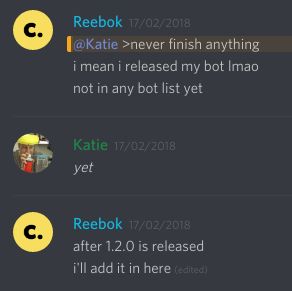 c.
Reebok 17/02/2018
@Katie >never finish anything
i mean i released my bot lmao
not in any bot list yet
Katie 17/02/2018
yet
c.
Reebok 17/02/2018
after 1.2.0 is released
i'll add it in here (edited)